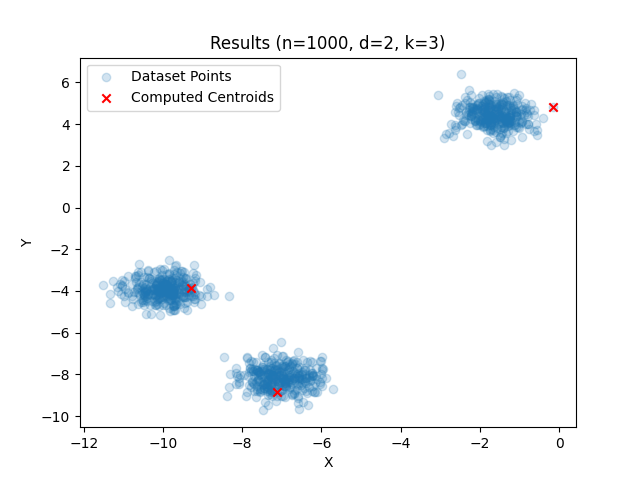 Results (n=1000, d=2, k=3)
Dataset Points
Computed Centroids
6
4
2
0
−2
−4
−6
−8
−10
Y
−12 −10 −8 −6 −4 −2 0
X